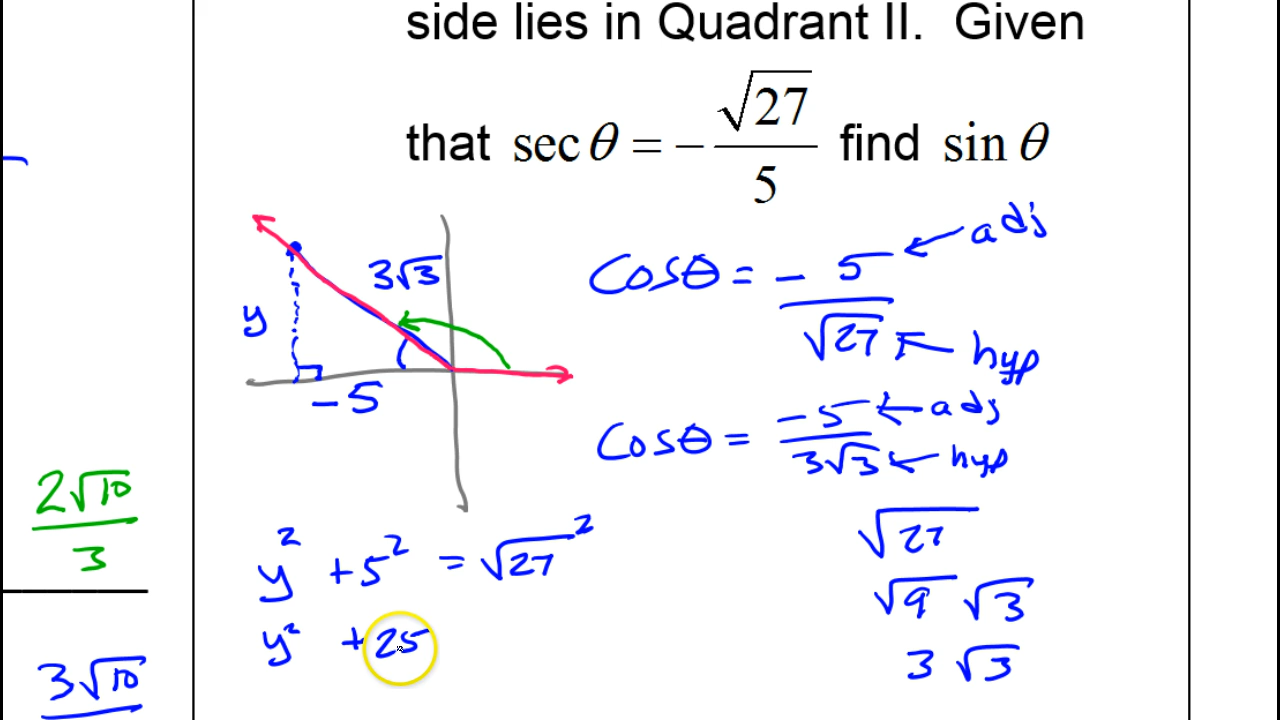 side lies in Quadrant II. Given
that sec θ = − √27 / 5 find sin θ
3√3
y
−5
Cosθ = − 5 / √27
adj
hyp
Cosθ = −5 / 3√3
adj
hyp
y² + 5² = √27²
y² + 25
√27
√9 √3
3 √3
2√10 / 3
3√10